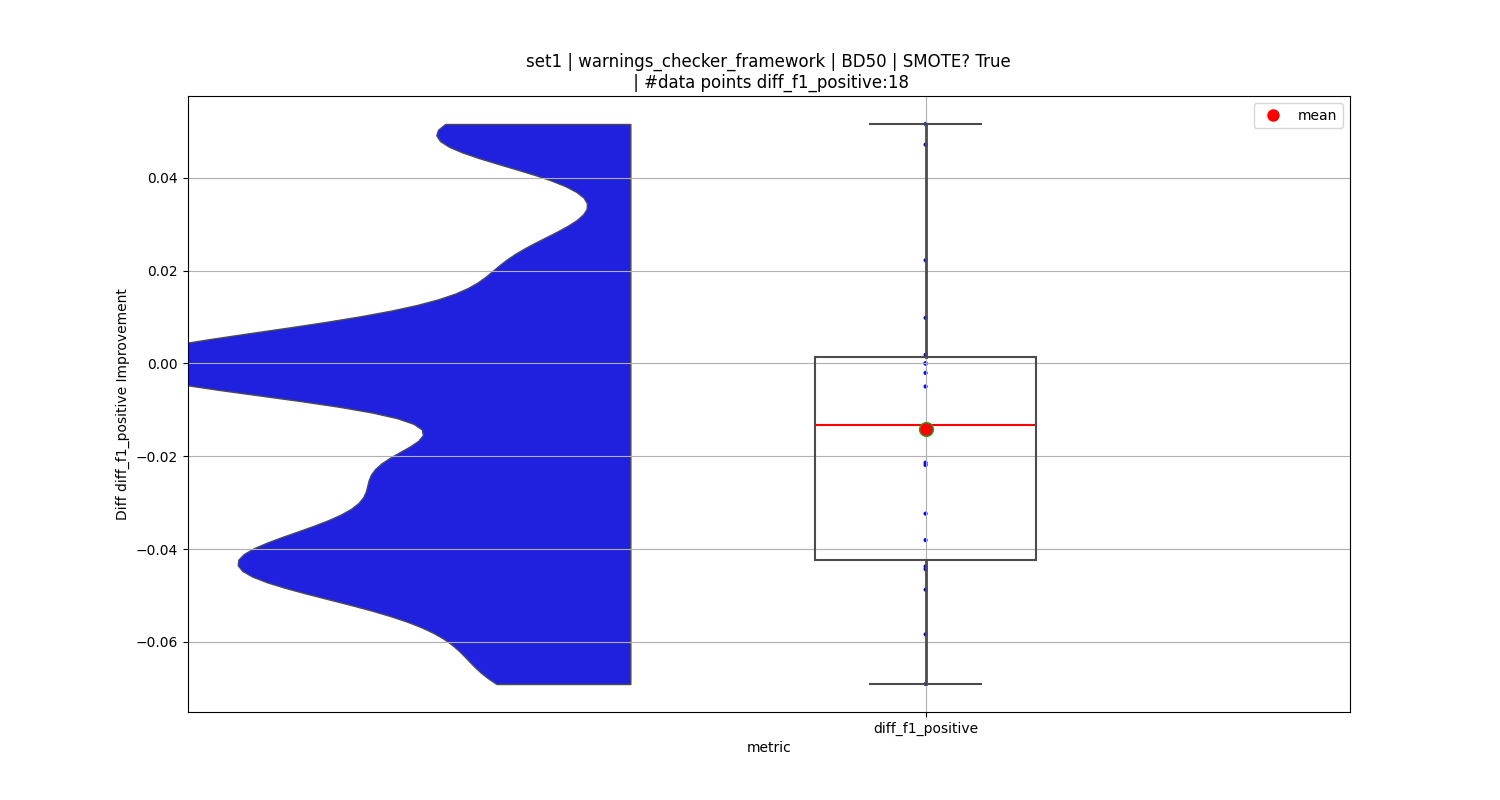 set1 | warnings_checker_framework | BD50 | SMOTE? True
| #data points diff_f1_positive:18
mean
Diff diff_f1_positive Improvement
0.04
0.02
0.00
−0.02
−0.04
−0.06
diff_f1_positive
metric